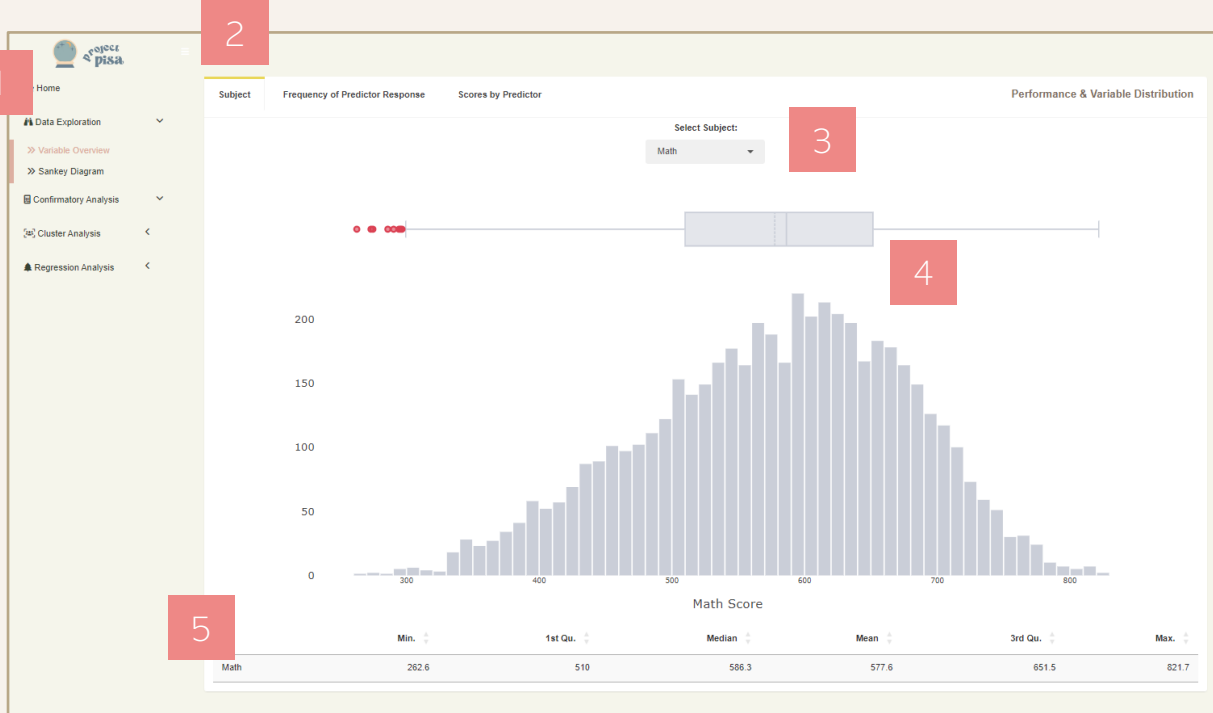 2
project
pisa
Home
Subject
Frequency of Predictor Response
Scores by Predictor
Performance & Variable Distribution
Data Exploration
Variable Overview
Sankey Diagram
Confirmatory Analysis
Cluster Analysis
Regression Analysis
Select Subject:
Math
3
4
200
150
100
50
0
300 400 500 600 700 800
Math Score
5
Min. 1st Qu. Median Mean 3rd Qu. Max.
Math 262.6 510 586.3 577.6 651.5 821.7